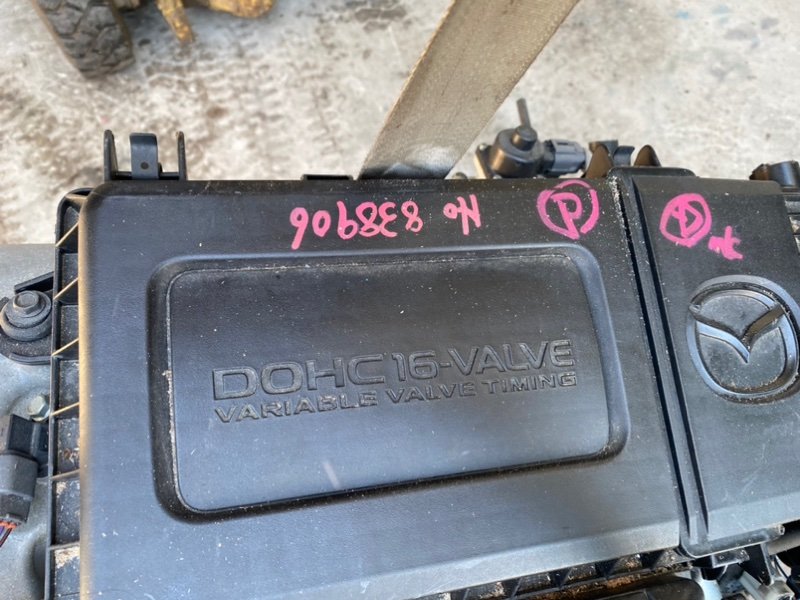 No 838906
P
DOHC 16-VALVE
VARIABLE VALVE TIMING